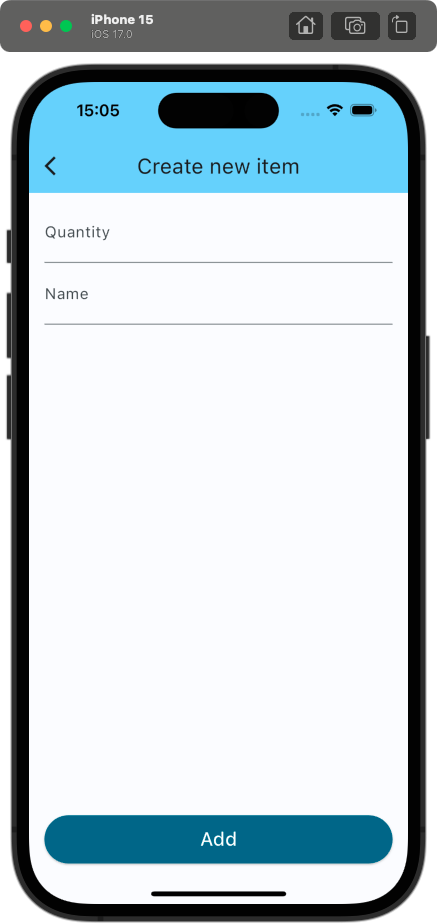 iPhone 15
iOS 17.0
15:05
Create new item
Quantity
Name
Add